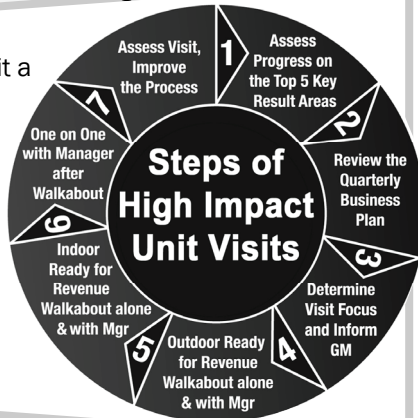 it a
Steps of
High Impact
Unit Visits
1
Assess
Progress on
the Top 5 Key
Result Areas
2
Review the
Quarterly
Business
Plan
3
Determine
Visit Focus
and Inform
GM
4
Outdoor Ready
for Revenue
Walkabout alone
& with Mgr
5
Indoor
Ready for
Revenue
Walkabout alone
& with Mgr
6
One on One
with Manager
after
Walkabout
7
Assess Visit,
Improve
the Process